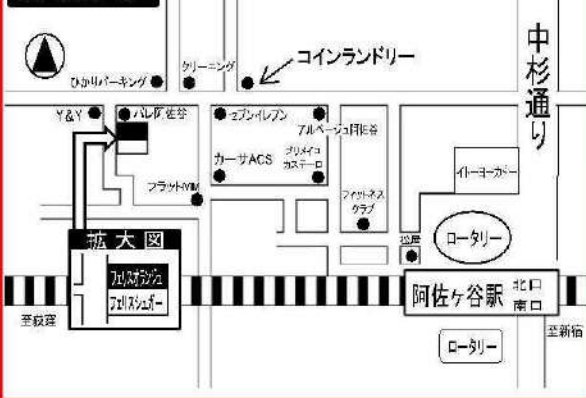 コインランドリー
クリーニング
ひかりパーキング
中杉通り
Y&Y
パレ阿佐谷
セブンイレブン
アルベージュ阿佐谷
カーサACS
プリメイゾ
カステーロ
イトーヨーカドー
フラットMM
フィットネス
クラブ
拡大図
松屋
ロータリー
フェリスオランジュ
フェリスシュガー
阿佐ヶ谷駅
北口
南口
至荻窪
至新宿
ロータリー